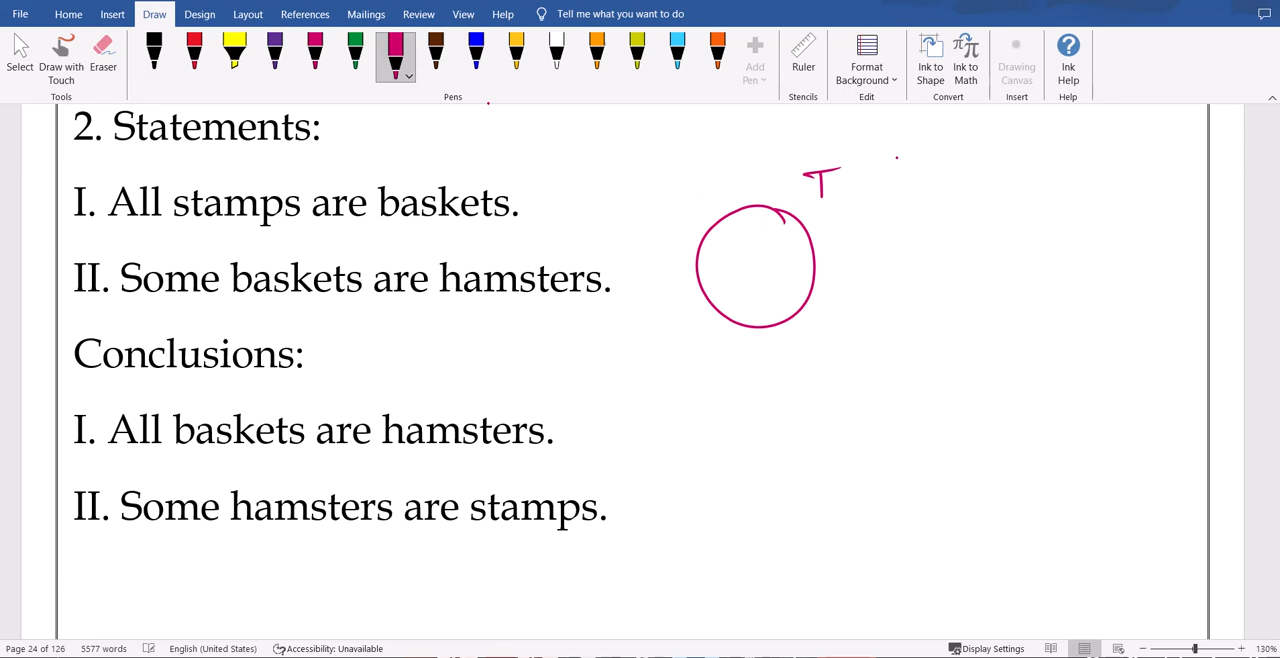 File Home Insert Draw Design Layout References Mailings Review View Help Tell me what you want to do
Select Draw with Touch Eraser Add Pen Ruler Format Background Ink to Shape Ink to Math Drawing Canvas Ink Help
Tools Pens Stencils Edit Convert Insert Help
2. Statements:
T
I. All stamps are baskets.
II. Some baskets are hamsters.
Conclusions:
I. All baskets are hamsters.
II. Some hamsters are stamps.
Page 24 of 126 5577 words English (United States) Accessibility: Unavailable Display Settings 130%